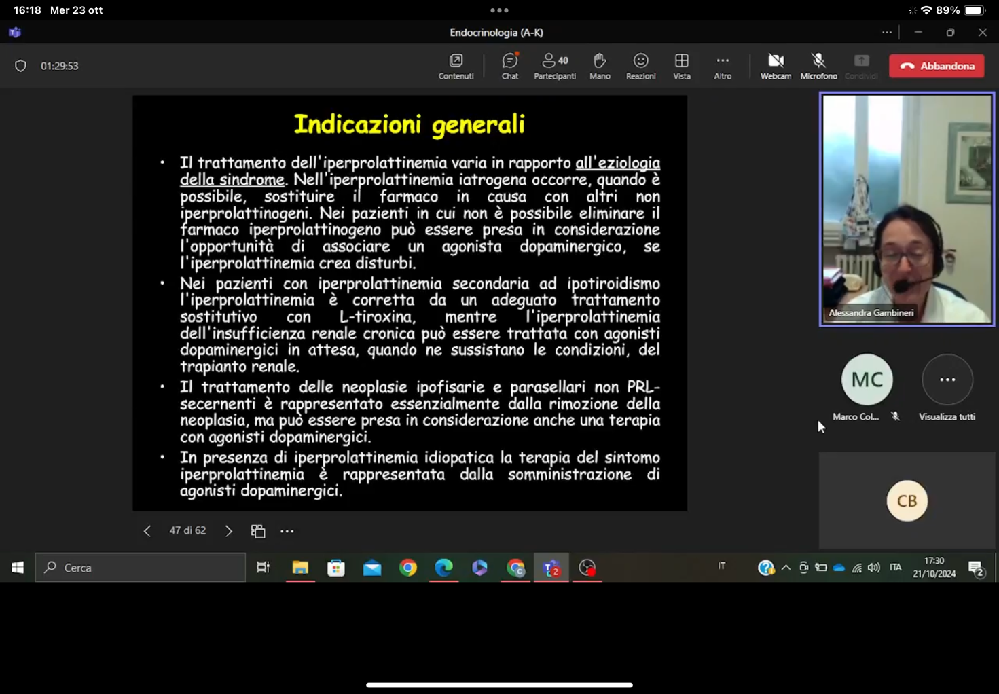 16:18 Mer 23 ott
89%
Endocrinologia (A-K)
01:29:53
Contenuti
Chat
40
Partecipanti
Mano
Reazioni
Vista
Altro
Webcam
Microfono
Condividi
Abbandona
Indicazioni generali
• Il trattamento dell'iperprolattinemia varia in rapporto all'eziologia
della sindrome. Nell'iperprolattinemia iatrogena occorre, quando è
possibile, sostituire il farmaco in causa con altri non
iperprolattinogeni. Nei pazienti in cui non è possibile eliminare il
farmaco iperprolattinogeno può essere presa in considerazione
l'opportunità di associare un agonista dopaminergico, se
l'iperprolattinemia crea disturbi.
• Nei pazienti con iperprolattinemia secondaria ad ipotiroidismo
l'iperprolattinemia è corretta da un adeguato trattamento
sostitutivo con L-tiroxina, mentre l'iperprolattinemia
dell'insufficienza renale cronica può essere trattata con agonisti
dopaminergici in attesa, quando ne sussistano le condizioni, del
trapianto renale.
• Il trattamento delle neoplasie ipofisarie e parasellari non PRL-
secernenti è rappresentato essenzialmente dalla rimozione della
neoplasia, ma può essere presa in considerazione anche una terapia
con agonisti dopaminergici.
• In presenza di iperprolattinemia idiopatica la terapia del sintomo
iperprolattinemia è rappresentata dalla somministrazione di
agonisti dopaminergici.
Alessandra Gambineri
MC
Marco Col...
Visualizza tutti
CB
47 di 62
Cerca
2
IT
ITA
17:30
21/10/2024
2